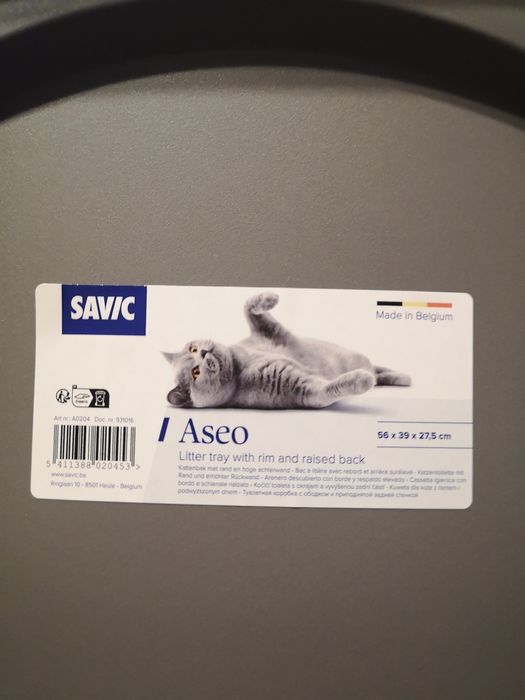 SAVIC
Made in Belgium
Art nr.: A0204 Doc. nr. 931016
5 411388 020453 >
www.savic.be
Ringlaan 10 - 8501 Heule - Belgium
Aseo
56 x 39 x 27,5 cm
Litter tray with rim and raised back
Kattenbak met rand en hoge achterwand - Bac à litière avec rebord et arrière surélevé - Katzentoilette mit
Rand und erhöhter Rückwand - Arenero descubierto con borde y respaldo elevado - Cassetta igienica con
bordo e schienale rialzato - Kočičí toaleta s okrajem a vyvýšenou zadní částí - Kuweta dla kota z rantem i
podwyższonym dnem - Туалетная коробка с ободком и приподнятой задней стенкой